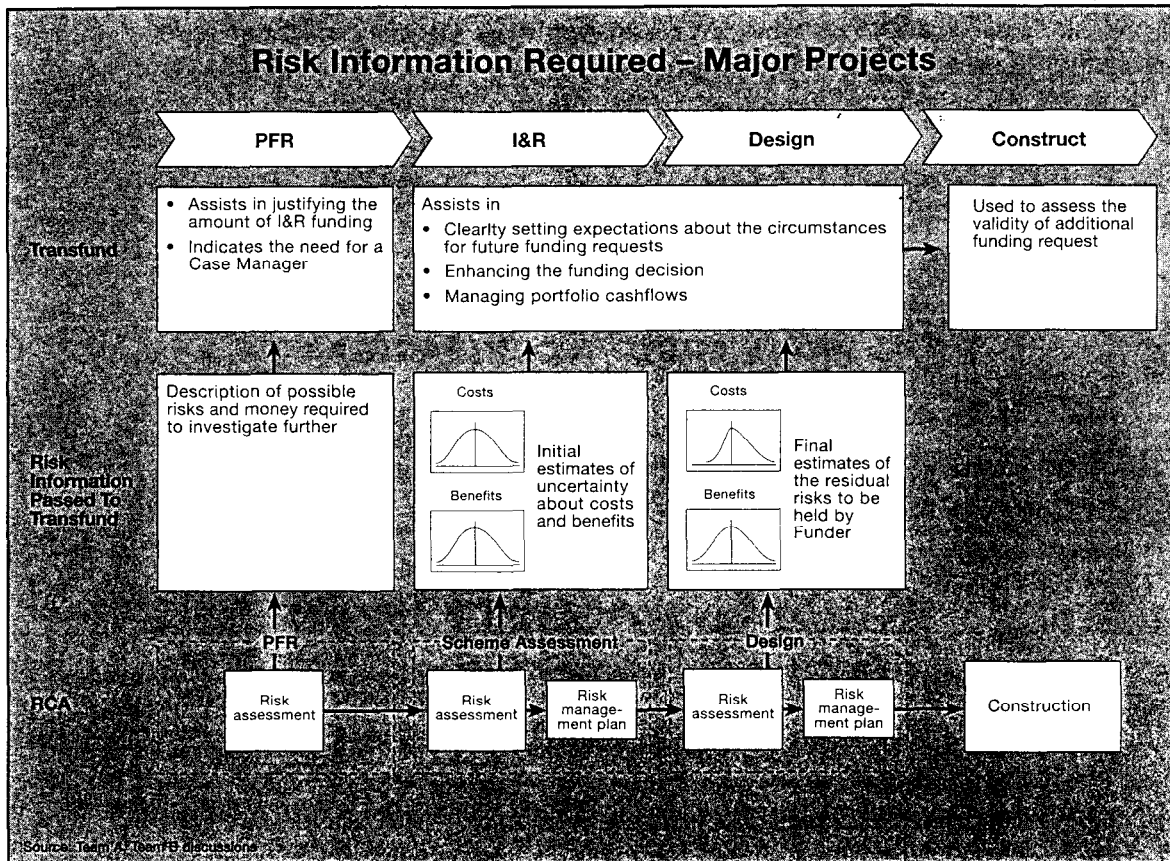 Risk Information Required – Major Projects
PFR
I&R
Design
Construct
Transfund
• Assists in justifying the
amount of I&R funding
• Indicates the need for a
Case Manager
Assists in
• Clearlty setting expectations about the circumstances
for future funding requests
• Enhancing the funding decision
• Managing portfolio cashflows
Used to assess the
validity of additional
funding request
Risk
Information
Passed To
Transfund
Description of possible
risks and money required
to investigate further
Costs
Benefits
Initial
estimates of
uncertainty
about costs
and benefits
Costs
Benefits
Final
estimates of
the residual
risks to be
held by
Funder
PFR
Scheme Assessment
Design
RCA
Risk
assessment
Risk
assessment
Risk
manage-
ment plan
Risk
assessment
Risk
manage-
ment plan
Construction
Source: Team A/Team B discussions